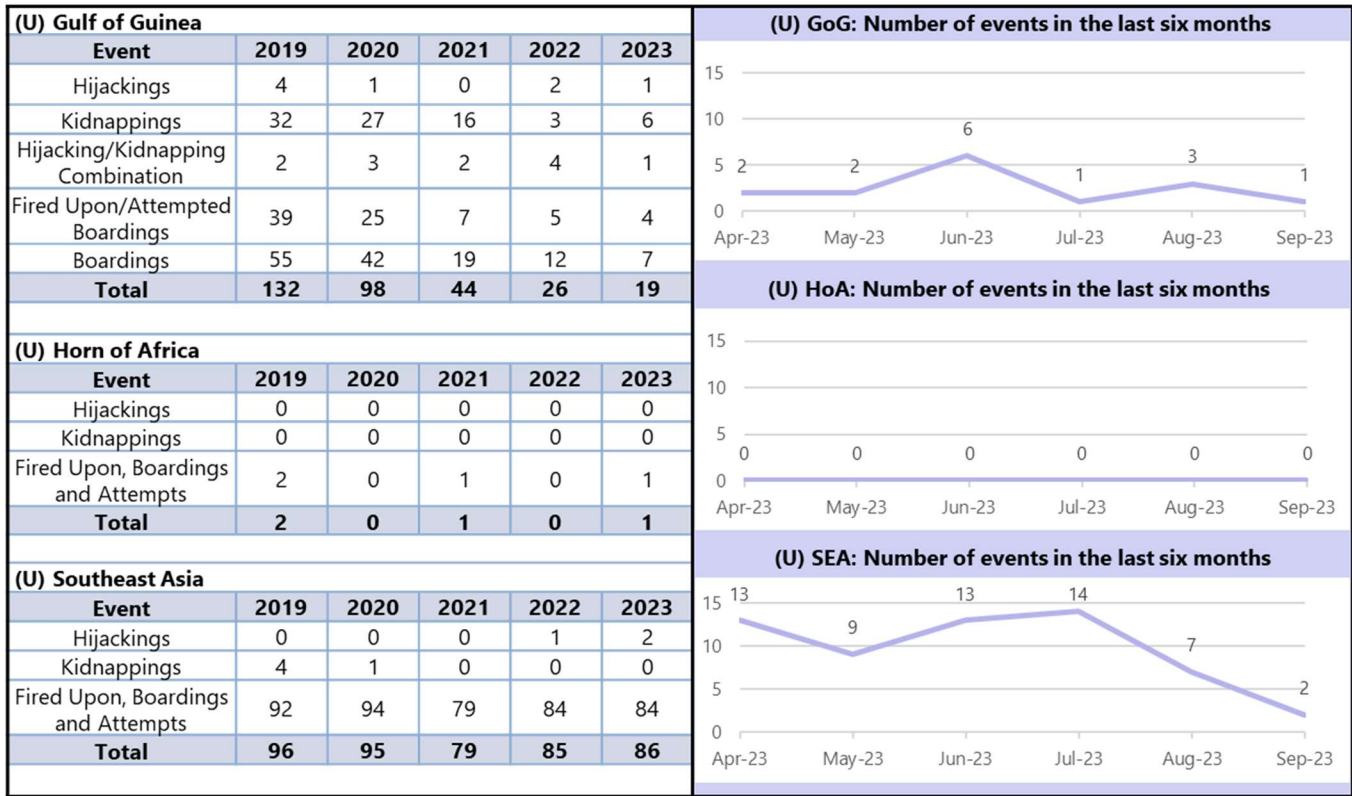 (U) Gulf of Guinea
Event 2019 2020 2021 2022 2023
Hijackings 4 1 0 2 1
Kidnappings 32 27 16 3 6
Hijacking/Kidnapping
Combination 2 3 2 4 1
Fired Upon/Attempted
Boardings 39 25 7 5 4
Boardings 55 42 19 12 7
Total 132 98 44 26 19
(U) Horn of Africa
Event 2019 2020 2021 2022 2023
Hijackings 0 0 0 0 0
Kidnappings 0 0 0 0 0
Fired Upon, Boardings
and Attempts 2 0 1 0 1
Total 2 0 1 0 1
(U) Southeast Asia
Event 2019 2020 2021 2022 2023
Hijackings 0 0 0 1 2
Kidnappings 4 1 0 0 0
Fired Upon, Boardings
and Attempts 92 94 79 84 84
Total 96 95 79 85 86
(U) GoG: Number of events in the last six months
15
10
5
0
2 2 6 1 3 1
Apr-23 May-23 Jun-23 Jul-23 Aug-23 Sep-23
(U) HoA: Number of events in the last six months
15
10
5
0
0 0 0 0 0 0
Apr-23 May-23 Jun-23 Jul-23 Aug-23 Sep-23
(U) SEA: Number of events in the last six months
15
10
5
0
13 9 13 14 7 2
Apr-23 May-23 Jun-23 Jul-23 Aug-23 Sep-23